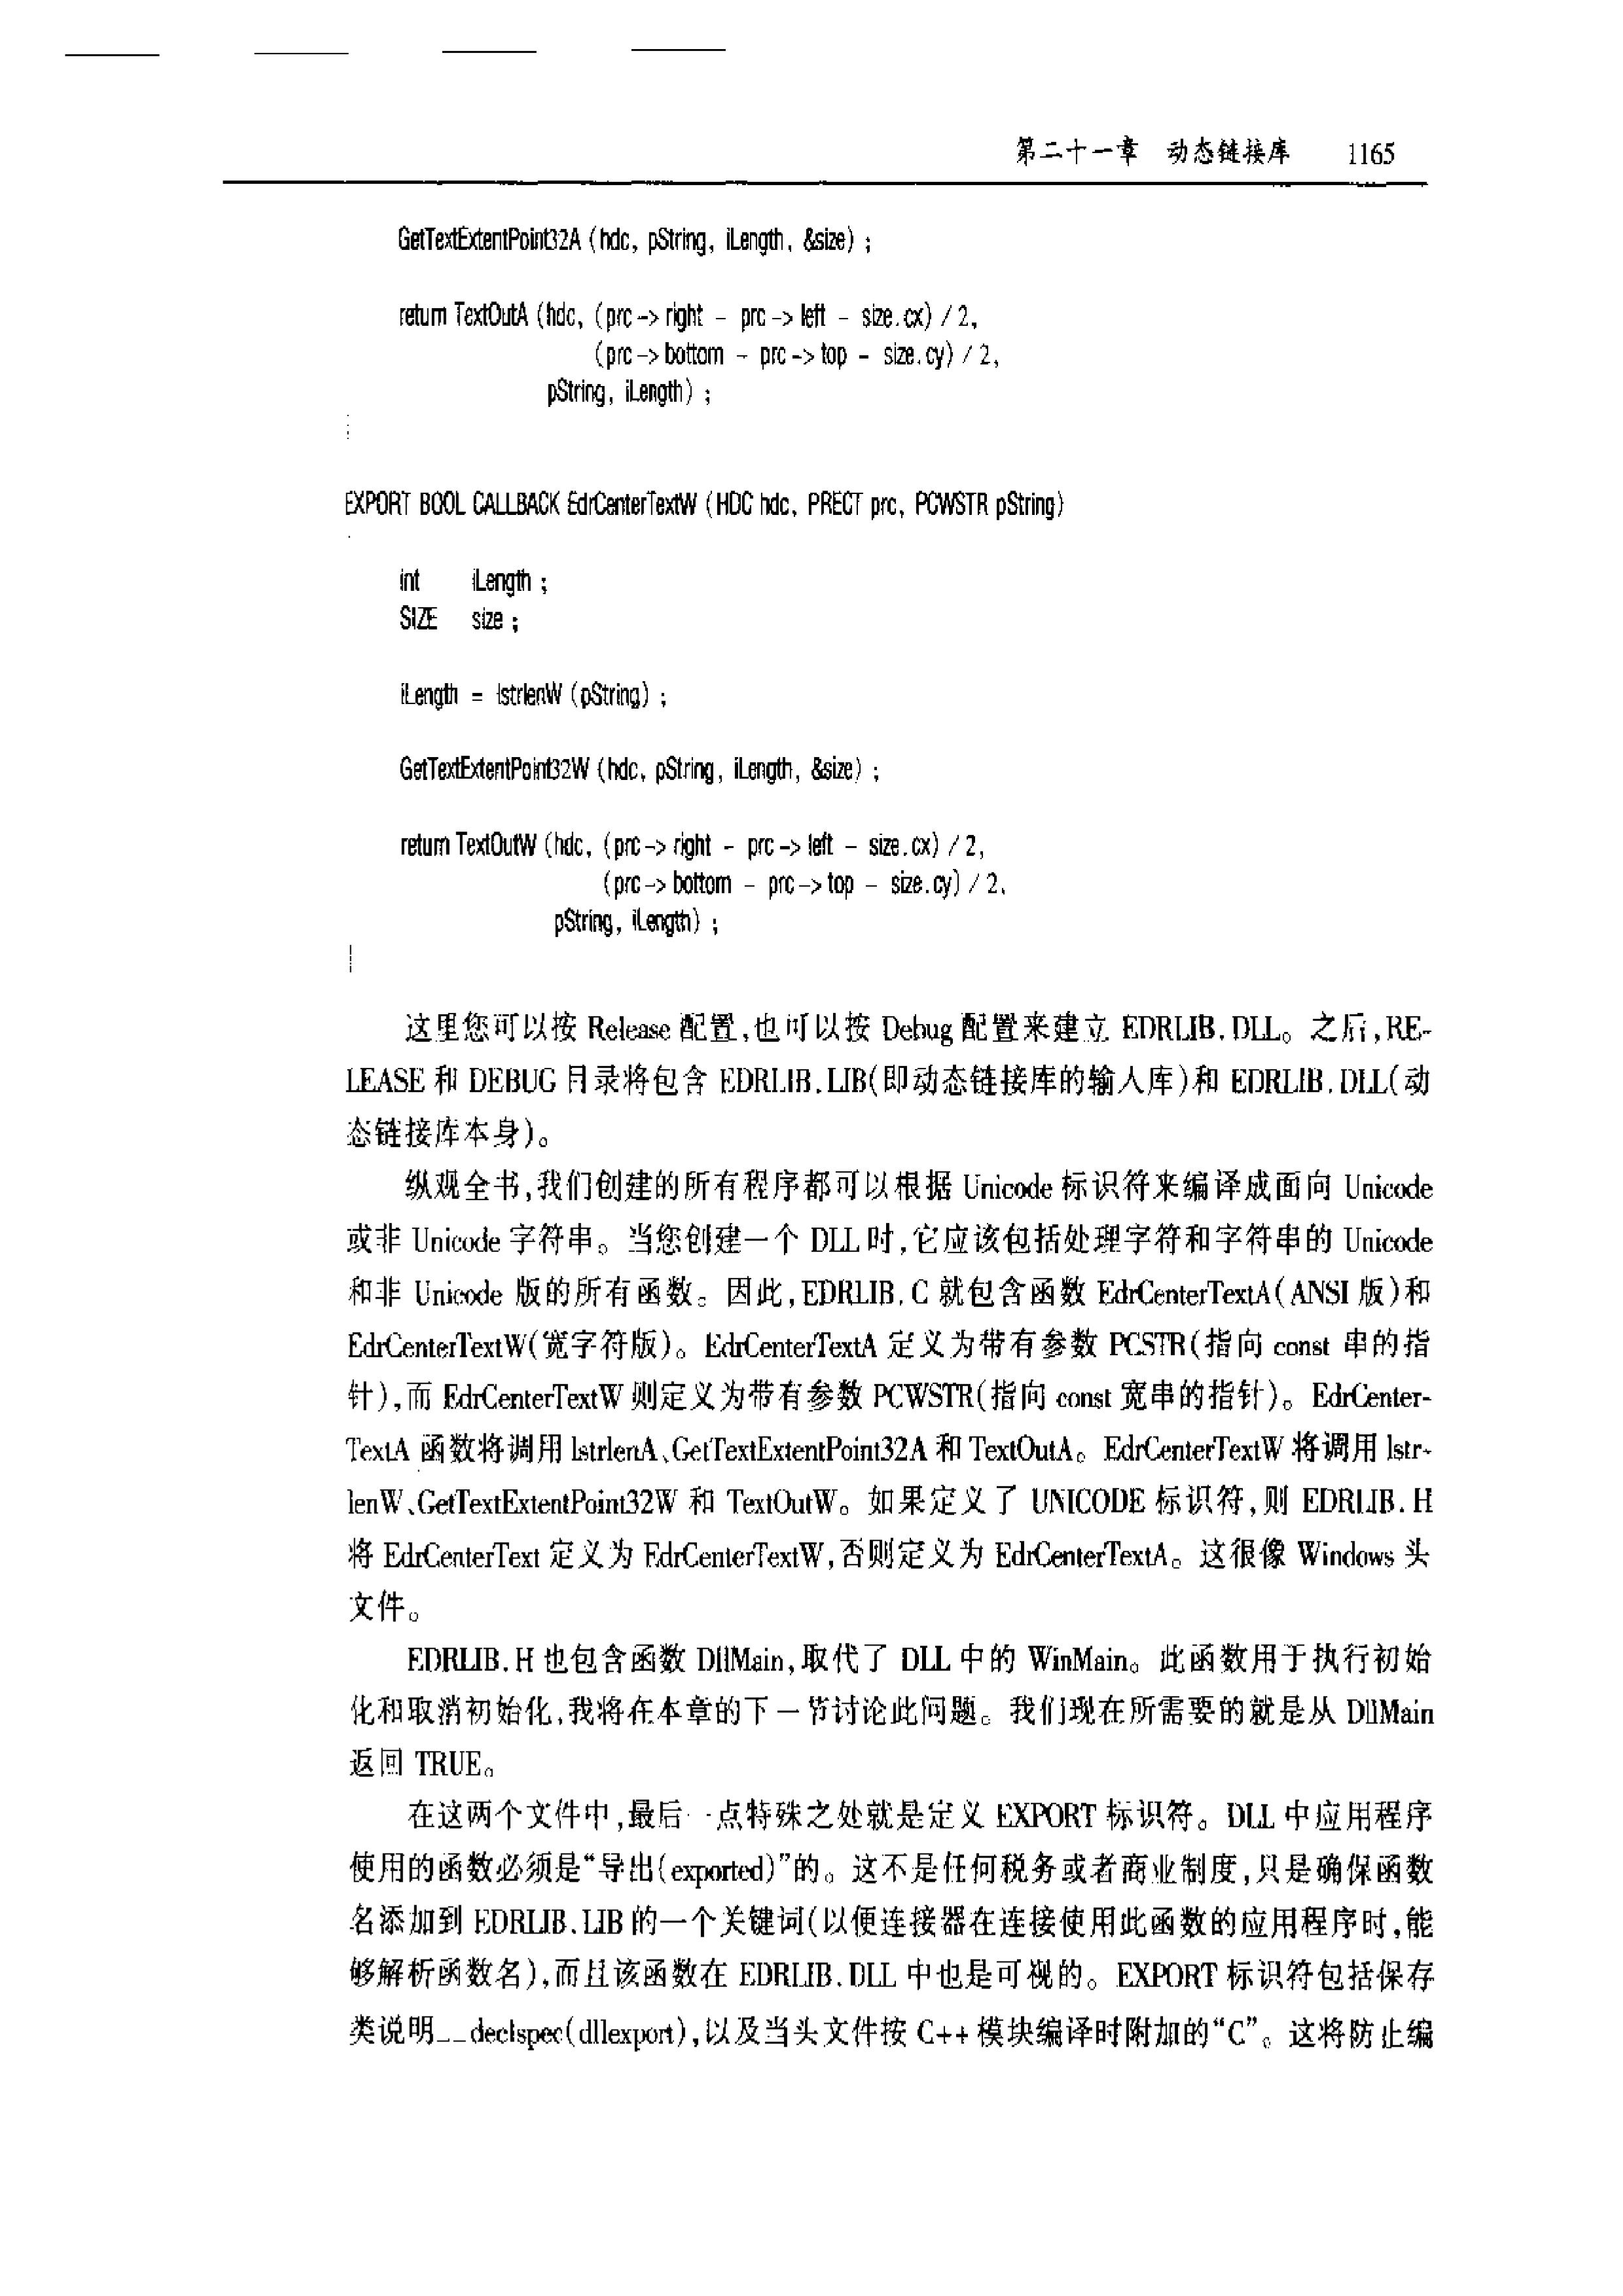 第二十一章 动态链接库 1165
GetTextExtentPoint32A (hdc, pString, iLength, &size) ;
return TextOutA (hdc, (prc -> right - prc -> left - size.cx) / 2,
(prc -> bottom - prc -> top - size.cy) / 2,
pString, iLength) ;
}
EXPORT BOOL CALLBACK EdrCenterTextW (HDC hdc, PRECT prc, PCWSTR pString)
int iLength ;
SIZE size ;
iLength = lstrlenW (pString) ;
GetTextExtentPoint32W (hdc, pString, iLength, &size) ;
return TextOutW (hdc, (prc -> right - prc -> left - size.cx) / 2,
(prc -> bottom - prc -> top - size.cy) / 2,
pString, iLength) ;
}
这里您可以按 Release 配置,也可以按 Debug 配置来建立 EDRLIB.DLL。之后,RE-
LEASE 和 DEBUG 目录将包含 EDRLIB.LIB(即动态链接库的输入库)和 EDRLIB.DLL(动
态链接库本身)。
纵观全书,我们创建的所有程序都可以根据 Unicode 标识符来编译成面向 Unicode
或非 Unicode 字符串。当您创建一个 DLL 时,它应该包括处理字符和字符串的 Unicode
和非 Unicode 版的所有函数。因此,EDRLIB.C 就包含函数 EdrCenterTextA(ANSI 版)和
EdrCenterTextW(宽字符版)。EdrCenterTextA 定义为带有参数 PCSTR(指向 const 串的指
针),而 EdrCenterTextW 则定义为带有参数 PCWSTR(指向 const 宽串的指针)。EdrCenter-
TextA 函数将调用 lstrlenA、GetTextExtentPoint32A 和 TextOutA。EdrCenterTextW 将调用 lstr-
lenW、GetTextExtentPoint32W 和 TextOutW。如果定义了 UNICODE 标识符,则 EDRLIB.H
将 EdrCenterText 定义为 EdrCenterTextW,否则定义为 EdrCenterTextA。这很像 Windows 头
文件。
EDRLIB.H 也包含函数 DllMain,取代了 DLL 中的 WinMain。此函数用于执行初始
化和取消初始化,我将在本章的下一节讨论此问题。我们现在所需要的就是从 DllMain
返回 TRUE。
在这两个文件中,最后一点特殊之处就是定义 EXPORT 标识符。DLL 中应用程序
使用的函数必须是“导出(exported)”的。这不是任何税务或者商业制度,只是确保函数
名添加到 EDRLIB.LIB 的一个关键词(以便连接器在连接使用此函数的应用程序时,能
够解析函数名),而且该函数在 EDRLIB.DLL 中也是可视的。EXPORT 标识符包括保存
类说明__declspec(dllexport),以及当头文件按 C++ 模块编译时附加的“C”。这将防止编